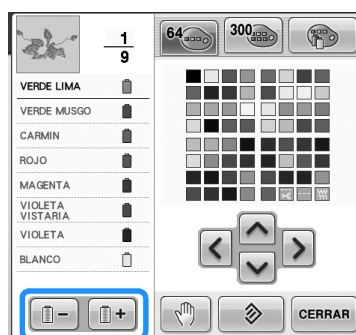 1
9
64
300
VERDE LIMA
VERDE MUSGO
CARMIN
ROJO
MAGENTA
VIOLETA
VISTARIA
VIOLETA
BLANCO
-
+
CERRAR